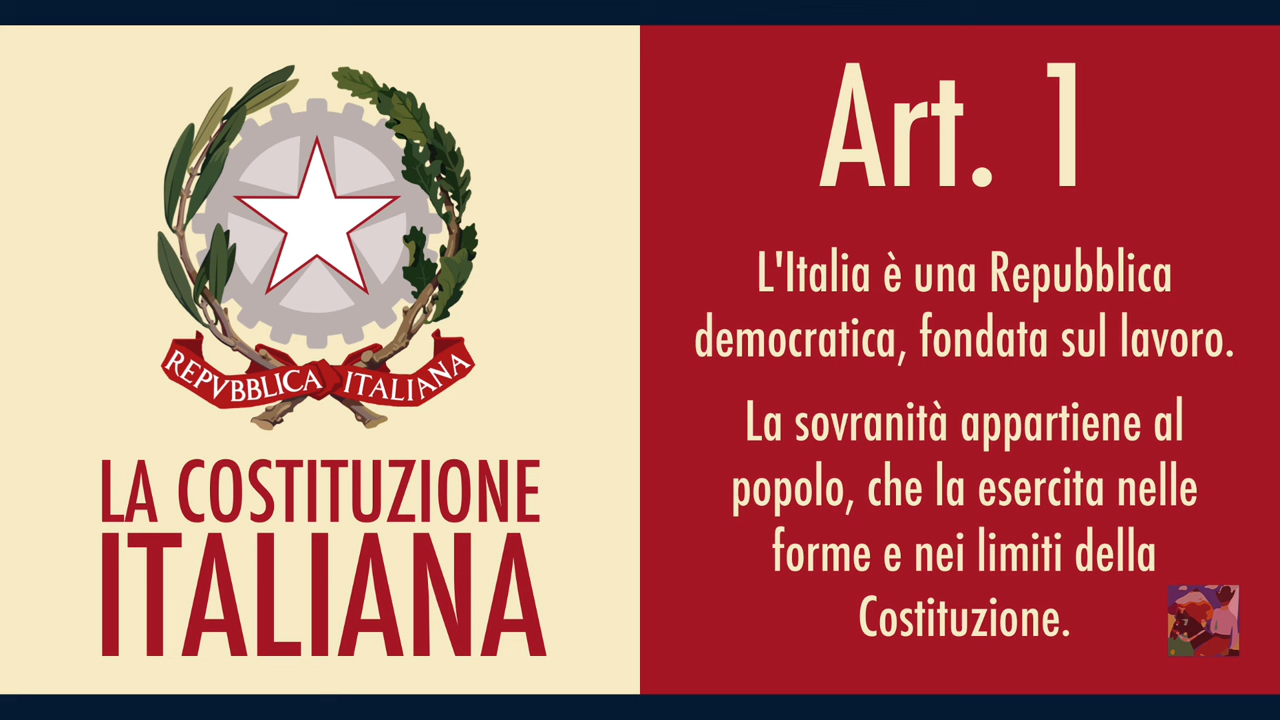 REPVBBLICA ITALIANA
LA COSTITUZIONE
ITALIANA
Art. 1
L'Italia è una Repubblica
democratica, fondata sul lavoro.
La sovranità appartiene al
popolo, che la esercita nelle
forme e nei limiti della
Costituzione.